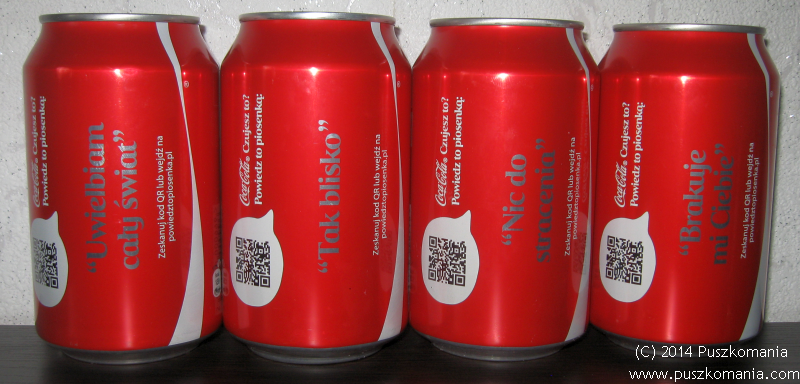 Coca-Cola® Czujesz to?
Powiedz to piosenką:
“Uwielbiam
cały świat”
Zeskanuj kod QR lub wejdź na
powiedztopiosenka.pl
®
Coca-Cola® Czujesz to?
Powiedz to piosenką:
“Tak blisko”
Zeskanuj kod QR lub wejdź na
powiedztopiosenka.pl
Coca-Cola® Czujesz to?
Powiedz to piosenką:
“Nic do
stracenia”
Zeskanuj kod QR lub wejdź na
powiedztopiosenka.pl
®
Coca-Cola® Czujesz to?
Powiedz to piosenką:
“Brakuje
mi Ciebie”
Zeskanuj kod QR lub wejdź na
powiedztopiosenka.pl
(C) 2014 Puszkomania
www.puszkomania.com